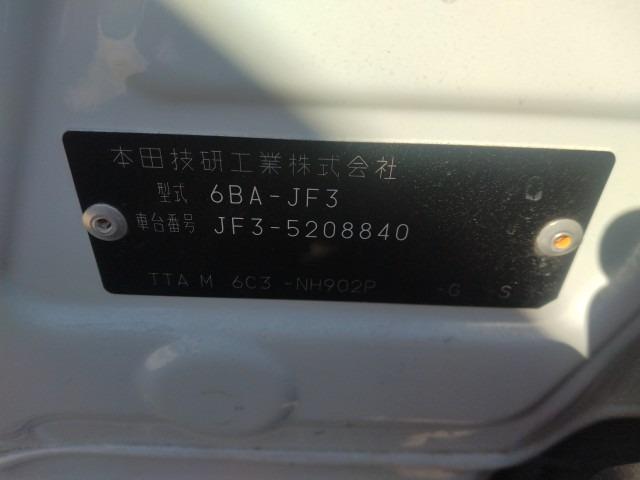 本田技研工業株式会社
型式 6BA-JF3 G
車台番号 JF3-5208840
TTA M 6C3 -NH902P -G S